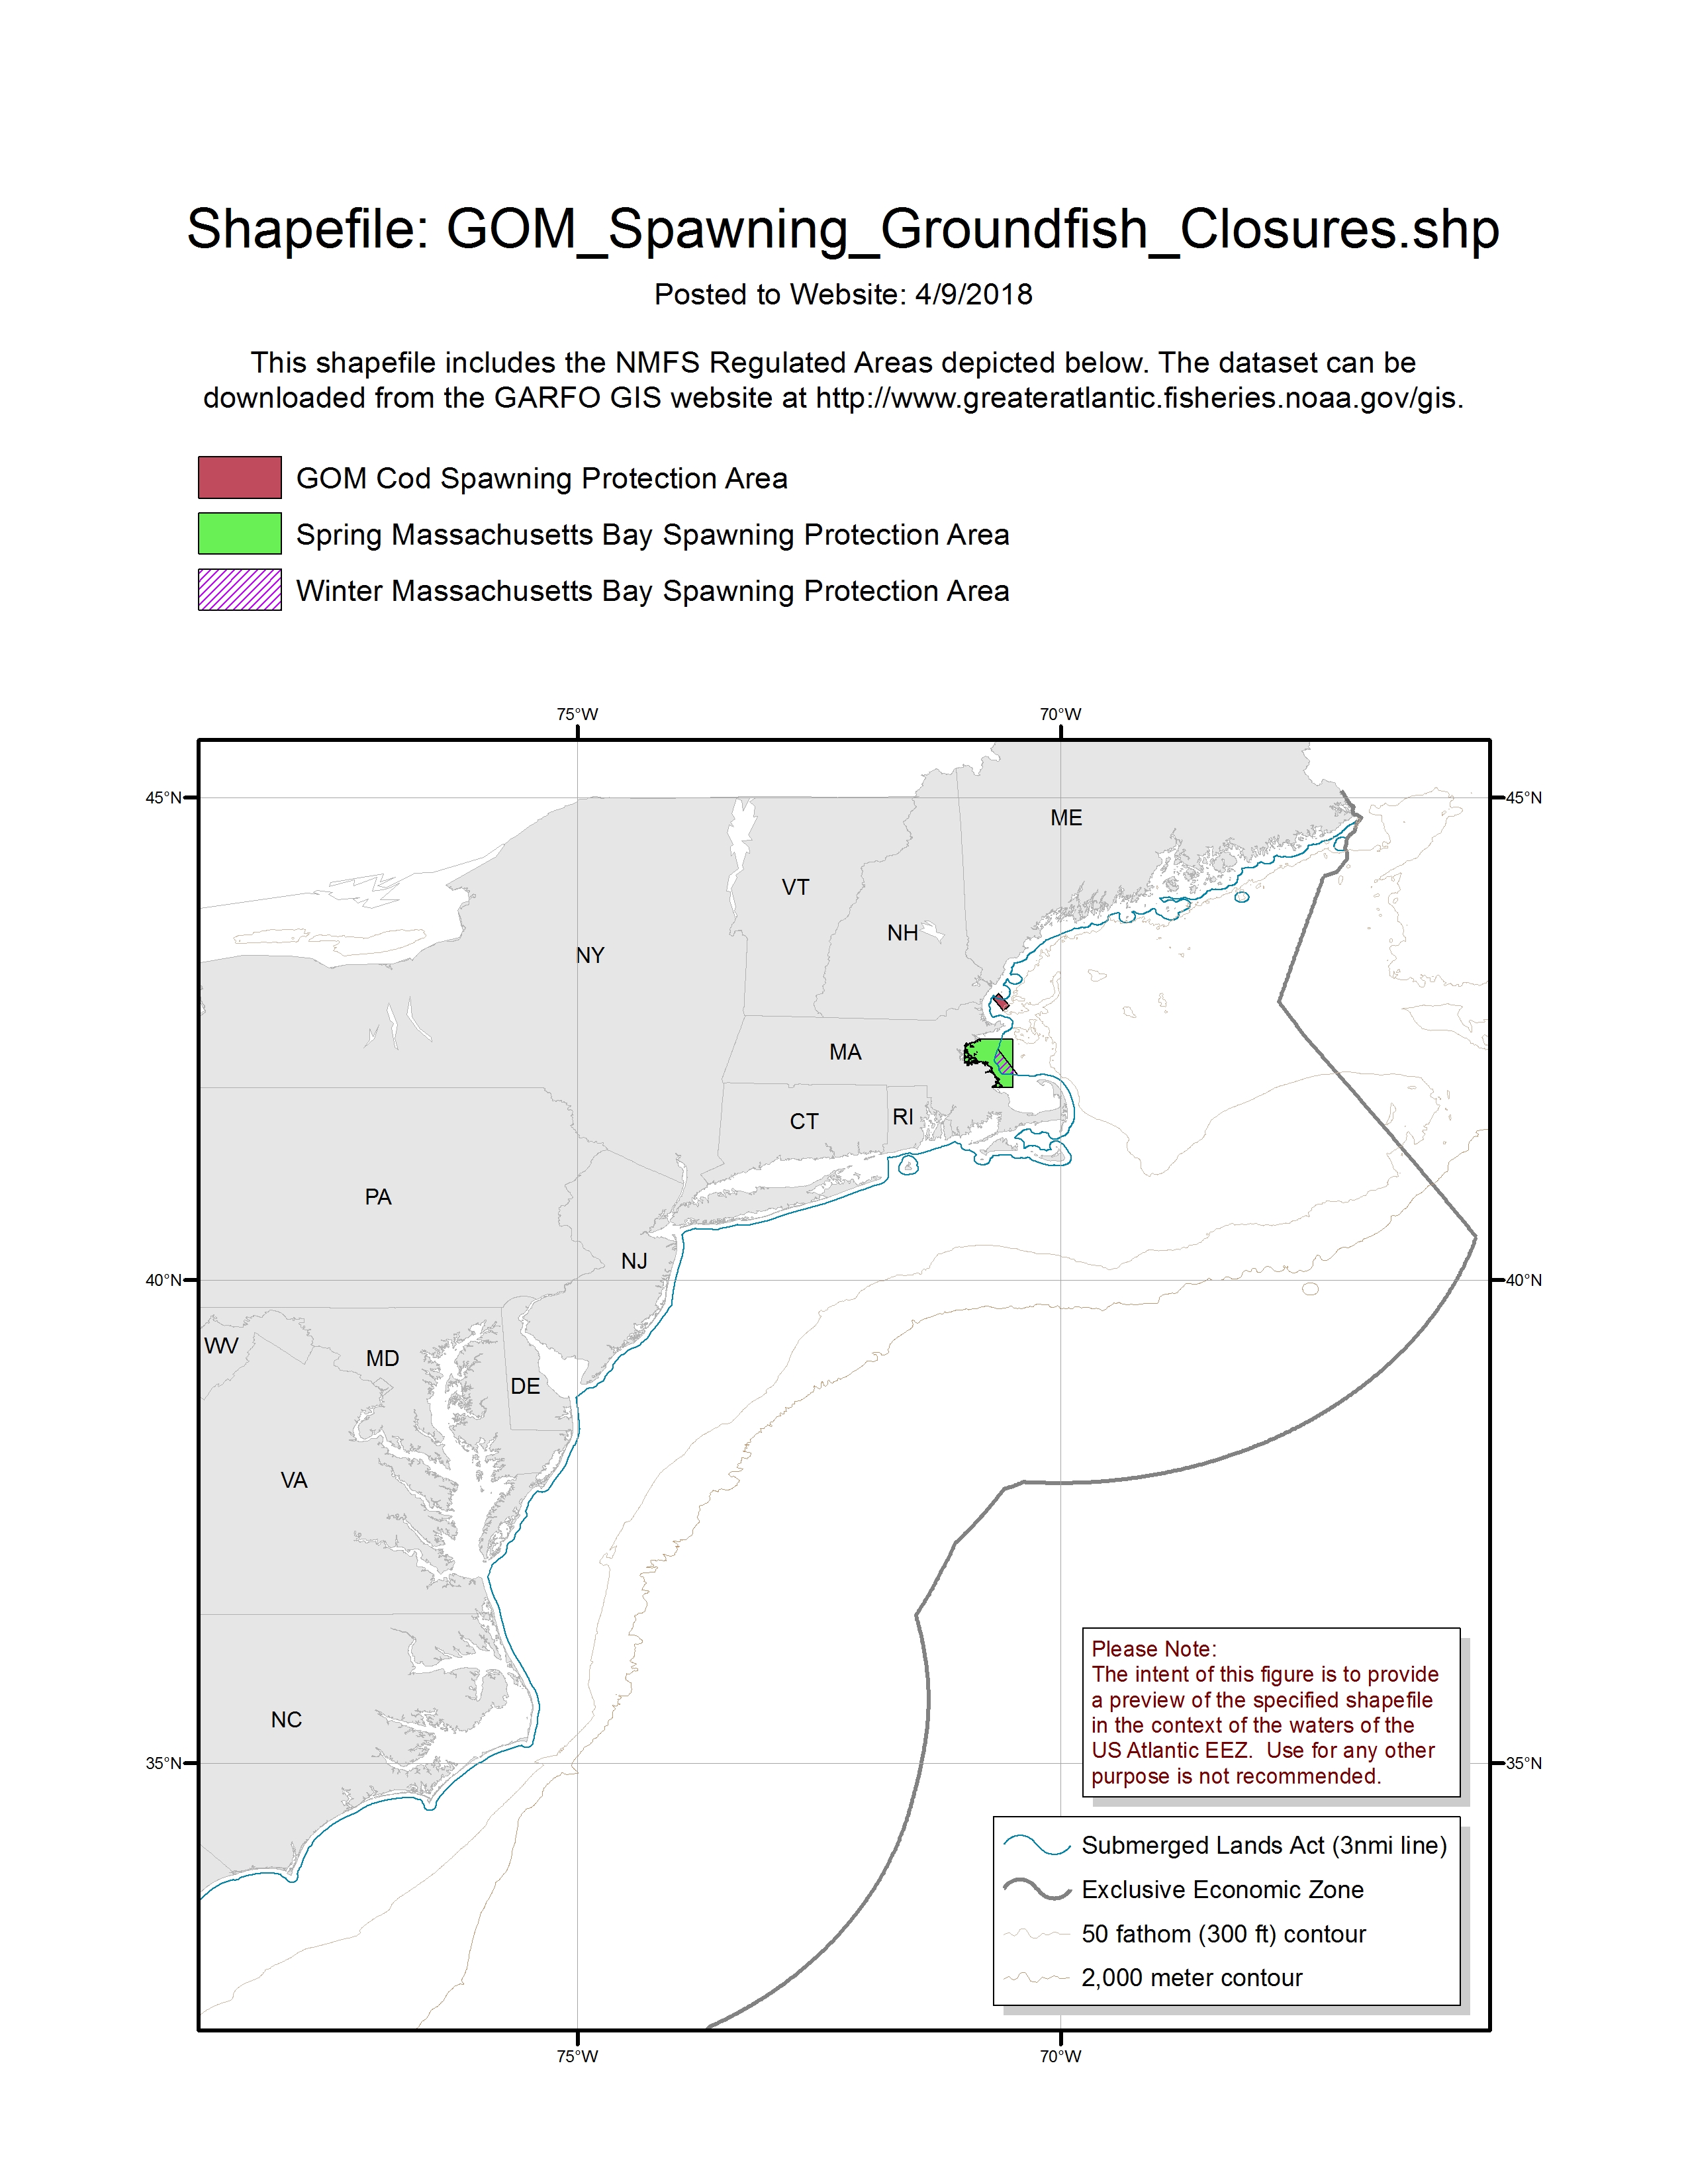 Shapefile: GOM_Spawning_Groundfish_Closures.shp
Posted to Website: 4/9/2018
This shapefile includes the NMFS Regulated Areas depicted below. The dataset can be
downloaded from the GARFO GIS website at http://www.greateratlantic.fisheries.noaa.gov/gis.
GOM Cod Spawning Protection Area
Spring Massachusetts Bay Spawning Protection Area
Winter Massachusetts Bay Spawning Protection Area
75°W 70°W
45°N 45°N
ME
VT
NH
NY
MA
CT RI
PA
NJ
40°N 40°N
WV
MD
DE
VA
NC
35°N 35°N
Please Note:
The intent of this figure is to provide
a preview of the specified shapefile
in the context of the waters of the
US Atlantic EEZ. Use for any other
purpose is not recommended.
Submerged Lands Act (3nmi line)
Exclusive Economic Zone
50 fathom (300 ft) contour
2,000 meter contour
75°W 70°W